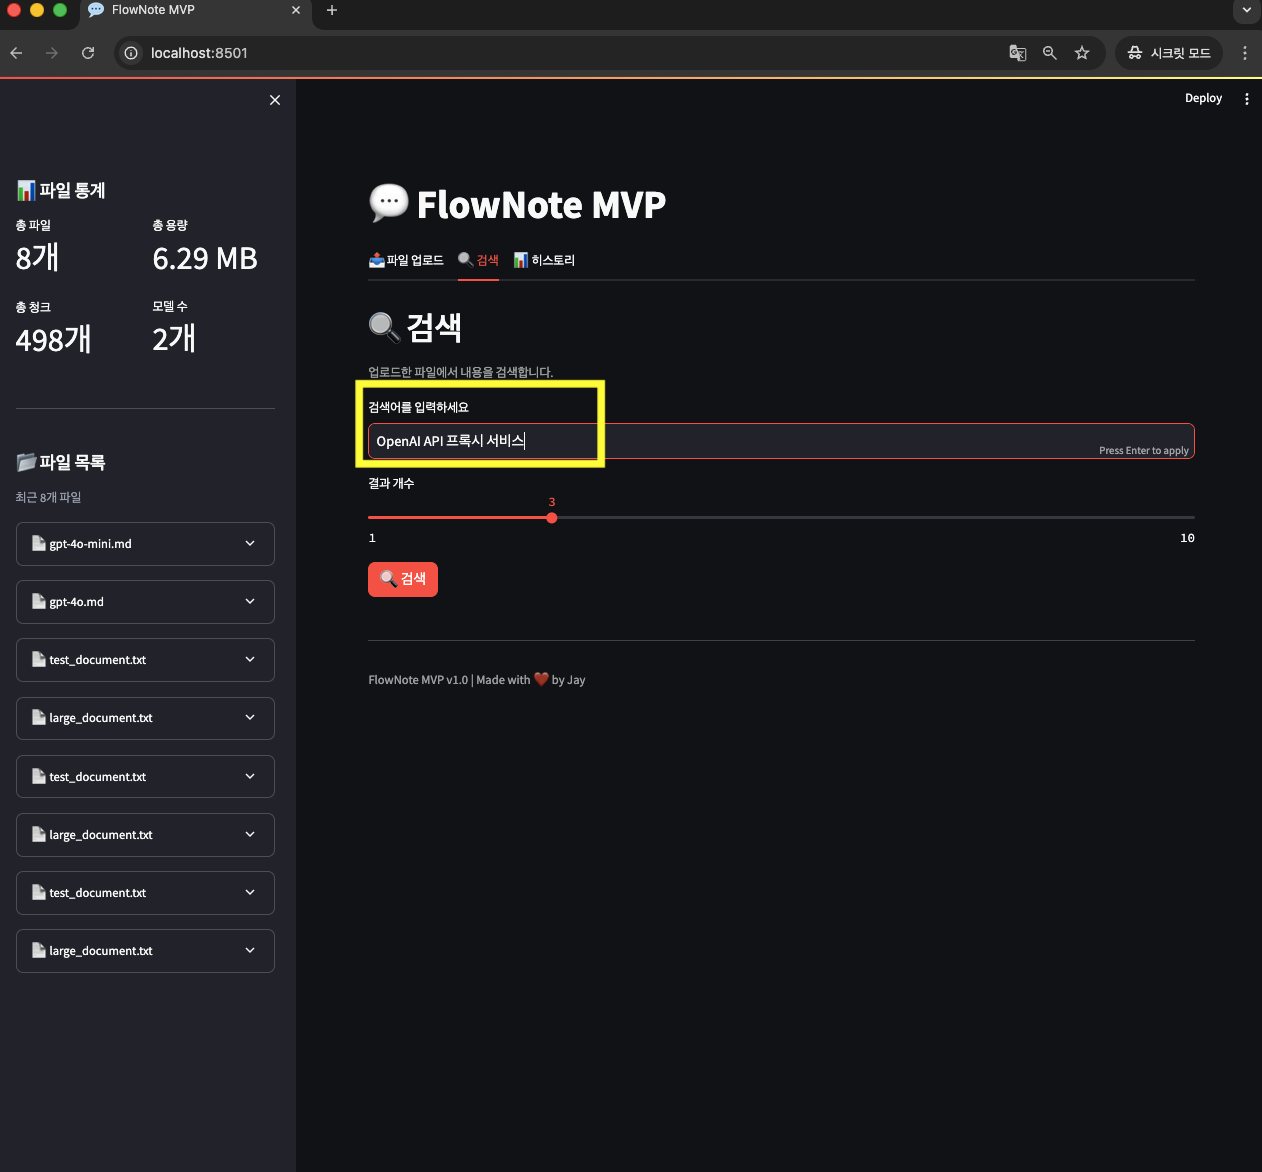 FlowNote MVP
localhost:8501
시크릿 모드
Deploy
파일 통계
총 파일
총 용량
8개
6.29 MB
총 청크
모델 수
498개
2개
파일 목록
최근 8개 파일
gpt-4o-mini.md
gpt-4o.md
test_document.txt
large_document.txt
test_document.txt
large_document.txt
test_document.txt
large_document.txt
FlowNote MVP
파일 업로드
검색
히스토리
검색
업로드한 파일에서 내용을 검색합니다.
검색어를 입력하세요
OpenAI API 프록시 서비스
Press Enter to apply
결과 개수
3
1
10
검색
FlowNote MVP v1.0 | Made with ❤️ by Jay